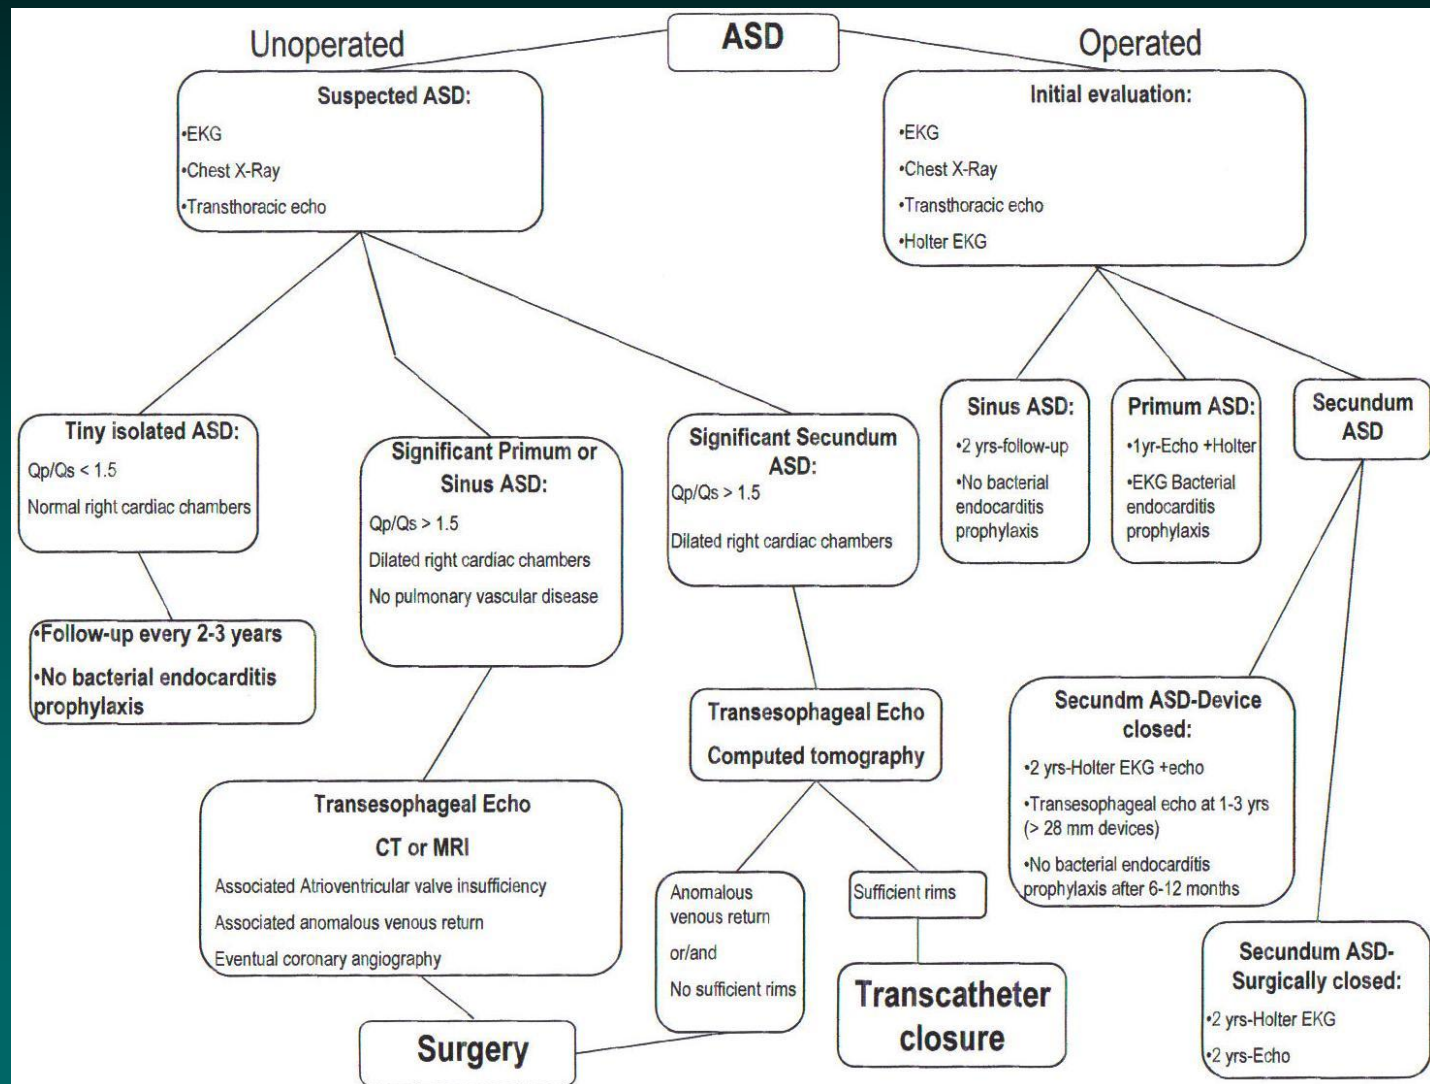 ASD
Unoperated
Operated
Suspected ASD:
•EKG
•Chest X-Ray
•Transthoracic echo
Initial evaluation:
•EKG
•Chest X-Ray
•Transthoracic echo
•Holter EKG
Tiny isolated ASD:
Qp/Qs < 1.5
Normal right cardiac chambers
•Follow-up every 2-3 years
•No bacterial endocarditis
prophylaxis
Significant Primum or
Sinus ASD:
Qp/Qs > 1.5
Dilated right cardiac chambers
No pulmonary vascular disease
Transesophageal Echo
CT or MRI
Associated Atrioventricular valve insufficiency
Associated anomalous venous return
Eventual coronary angiography
Significant Secundum
ASD:
Qp/Qs > 1.5
Dilated right cardiac chambers
Transesophageal Echo
Computed tomography
Anomalous
venous return
or/and
No sufficient rims
Sufficient rims
Surgery
Transcatheter
closure
Sinus ASD:
•2 yrs-follow-up
•No bacterial
endocarditis
prophylaxis
Primum ASD:
•1yr-Echo +Holter
•EKG Bacterial
endocarditis
prophylaxis
Secundum
ASD
Secundm ASD-Device
closed:
•2 yrs-Holter EKG +echo
•Transesophageal echo at 1-3 yrs
(> 28 mm devices)
•No bacterial endocarditis
prophylaxis after 6-12 months
Secundum ASD-
Surgically closed:
•2 yrs-Holter EKG
•2 yrs-Echo